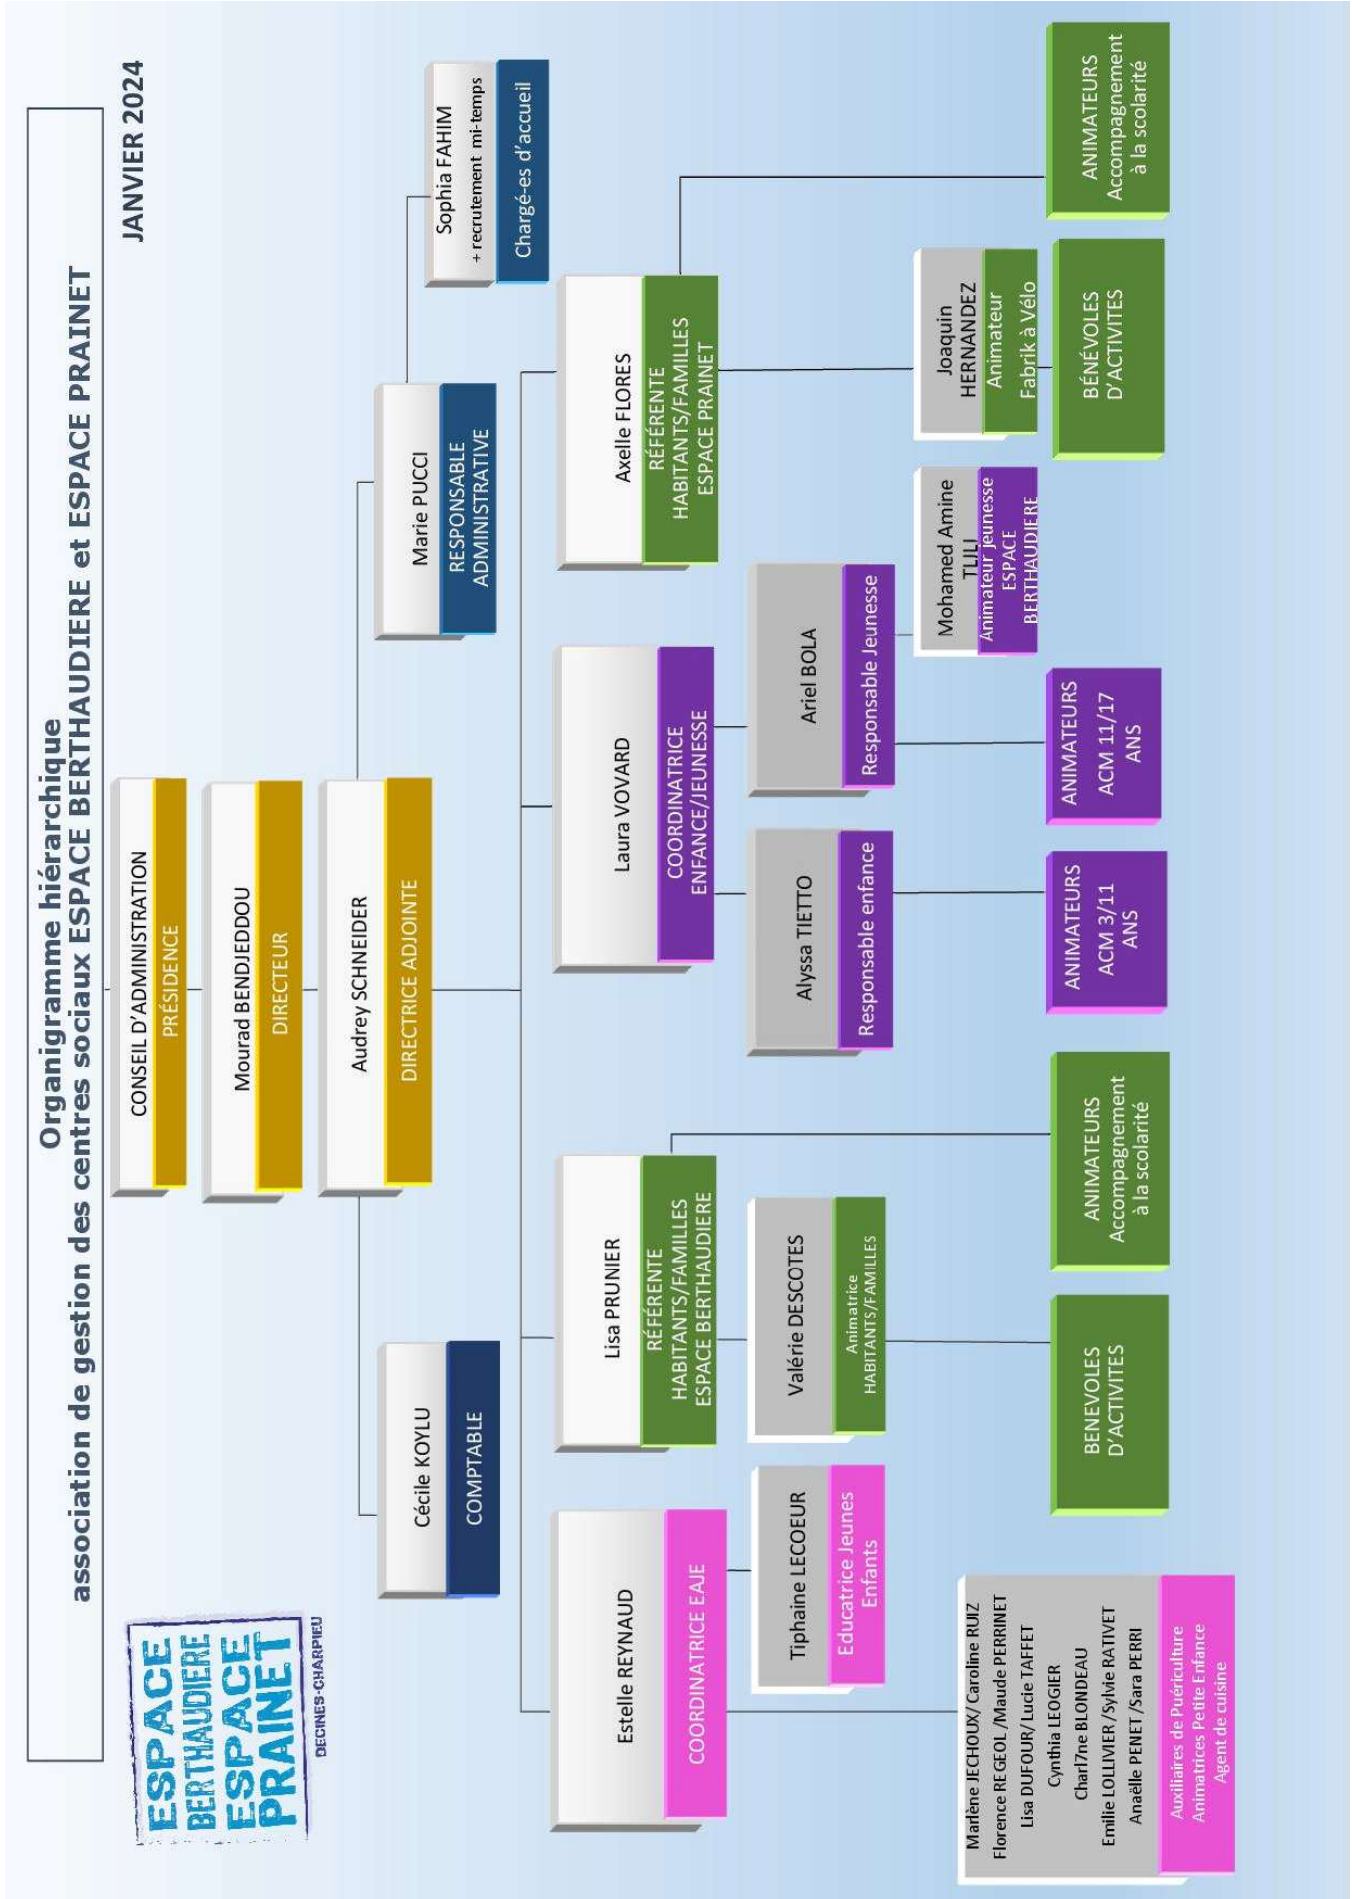 Organigramme hiérarchique
association de gestion des centres sociaux ESPACE BERTHAUDIERE et ESPACE PRAINET
JANVIER 2024
ESPACE
BERTHAUDIERE
ESPACE
PRAINET
DECINES-CHARPIEU
CONSEIL D'ADMINISTRATION
PRÉSIDENCE
Mourad BENDJEDDOU
DIRECTEUR
Audrey SCHNEIDER
DIRECTRICE ADJOINTE
Cécile KOYLU
COMPTABLE
Marie PUCCI
RESPONSABLE
ADMINISTRATIVE
Sophia FAHIM
+ recrutement mi-temps
Chargé-es d'accueil
Estelle REYNAUD
COORDINATRICE EAJE
Lisa PRUNIER
RÉFÉRENTE
HABITANTS/FAMILLES
ESPACE BERTHAUDIERE
Laura VOVARD
COORDINATRICE
ENFANCE/JEUNESSE
Axelle FLORES
RÉFÉRENTE
HABITANTS/FAMILLES
ESPACE PRAINET
Tiphaine LECOEUR
Educatrice Jeunes
Enfants
Valérie DESCOTES
Animatrice
HABITANTS/FAMILLES
Alyssa TIETTO
Responsable enfance
Ariel BOLA
Responsable Jeunesse
Mohamed Amine
TLILI
Animateur jeunesse
ESPACE
BERTHAUDIERE
Joaquin
HERNANDEZ
Animateur
Fabrik à Vélo
Marlène JECHOUX/ Caroline RUIZ
Florence REGEOL /Maude PERRINET
Lisa DUFOUR/ Lucie TAFFET
Cynthia LEOGIER
Charl7ne BLONDEAU
Emilie LOLLIVIER /Sylvie RATIVET
Anaëlle PENET /Sara PERRI
Auxiliaires de Puériculture
Animatrices Petite Enfance
Agent de cuisine
BENEVOLES
D'ACTIVITES
ANIMATEURS
Accompagnement
à la scolarité
ANIMATEURS
ACM 3/11
ANS
ANIMATEURS
ACM 11/17
ANS
BÉNÉVOLES
D'ACTIVITES
ANIMATEURS
Accompagnement
à la scolarité